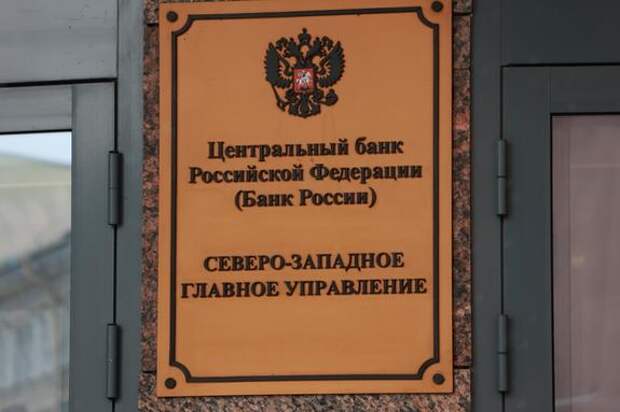 Центральный банк
Российской Федерации
(Банк России)
СЕВЕРО-ЗАПАДНОЕ
ГЛАВНОЕ УПРАВЛЕНИЕ